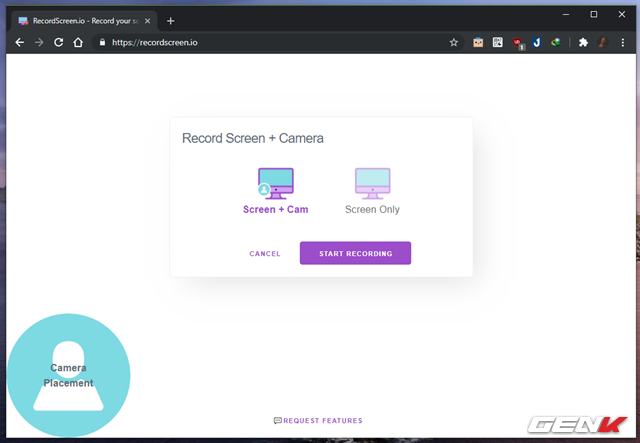 RecordScreen.io - Record your sc
https://recordscreen.io
1
Record Screen + Camera
Screen + Cam
Screen Only
CANCEL
START RECORDING
Camera
Placement
REQUEST FEATURES
GENK